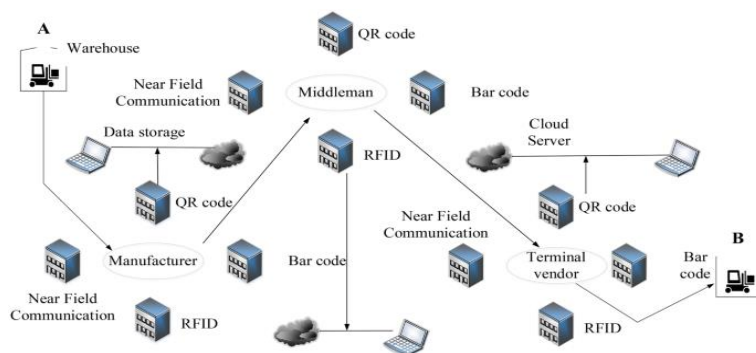 A
Warehouse
QR code
Near Field
Communication
Middleman
Bar code
Data storage
RFID
Cloud
Server
QR code
QR code
Near Field
Communication
Manufacturer
Bar code
Terminal
vendor
Bar
code
B
Near Field
Communication
RFID
RFID